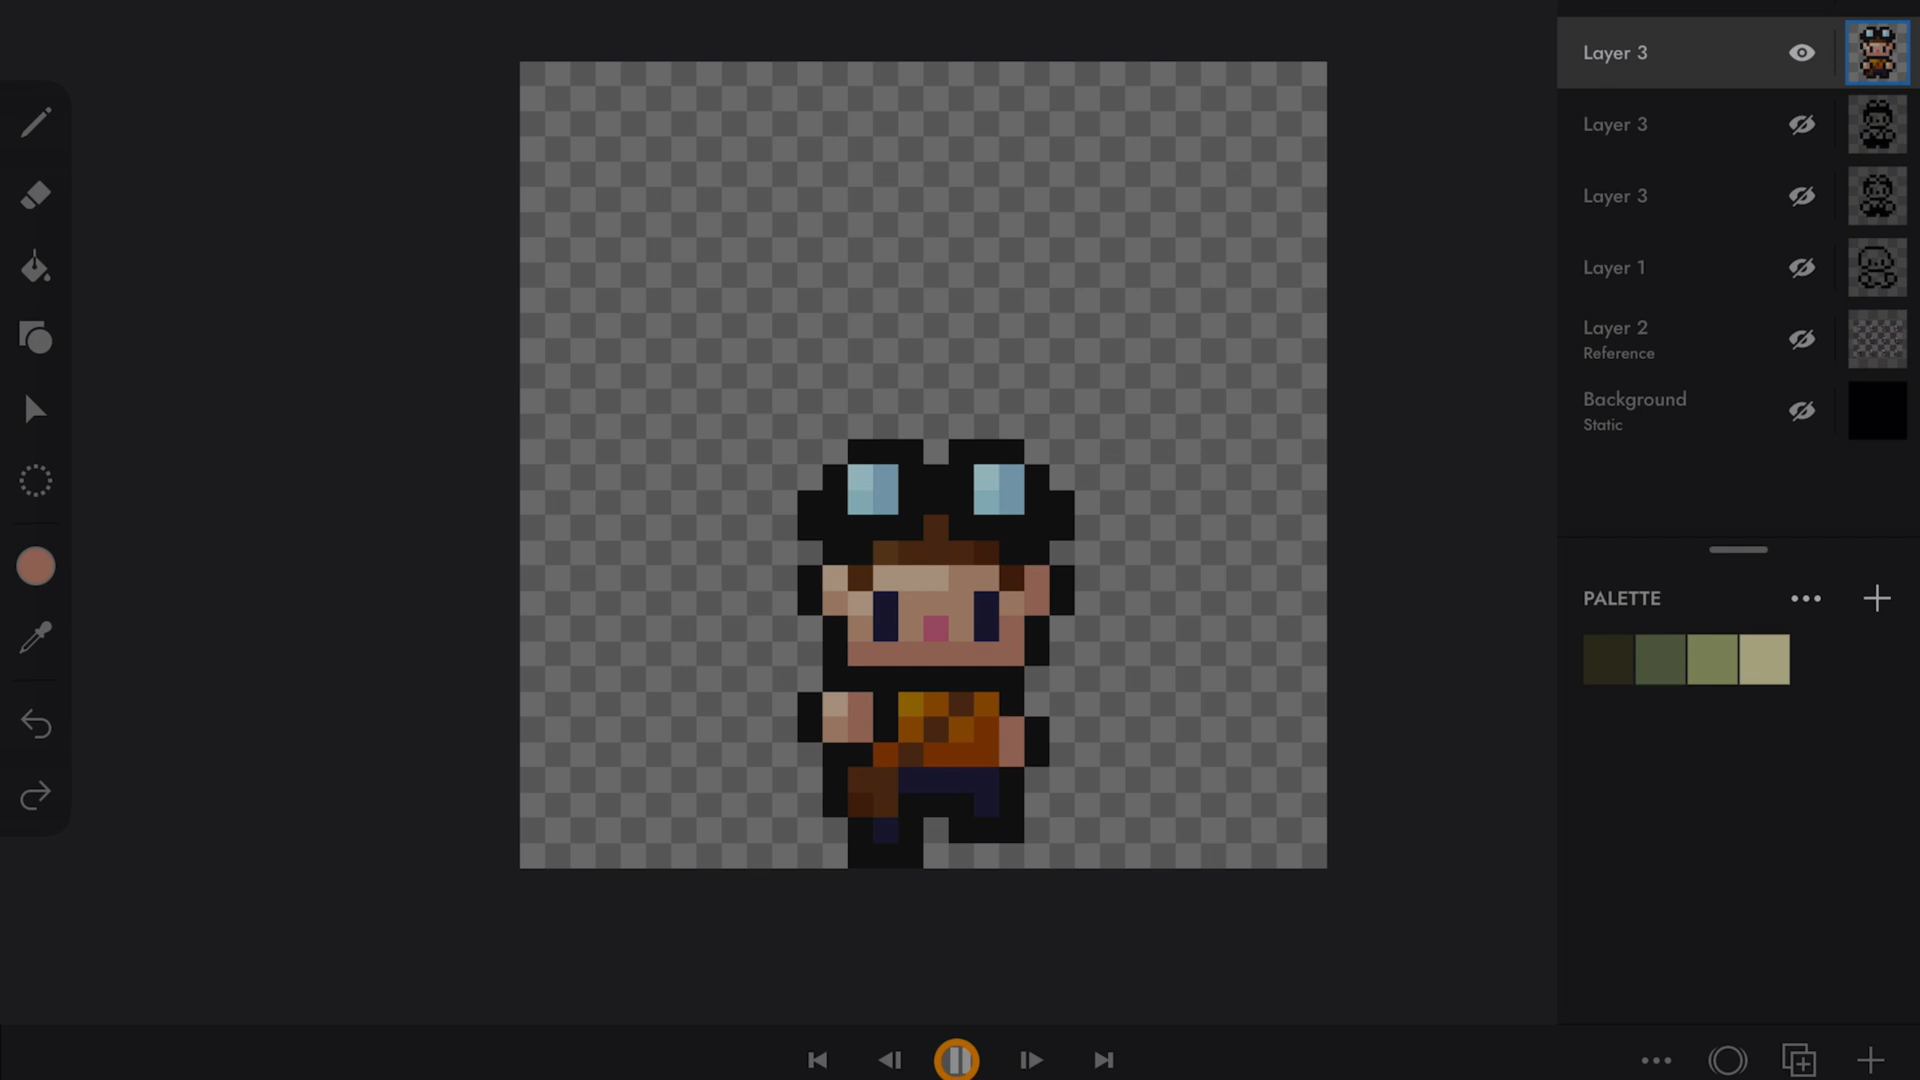 Layer 3
Layer 3
Layer 3
Layer 1
Layer 2
Reference
Background
Static
PALETTE